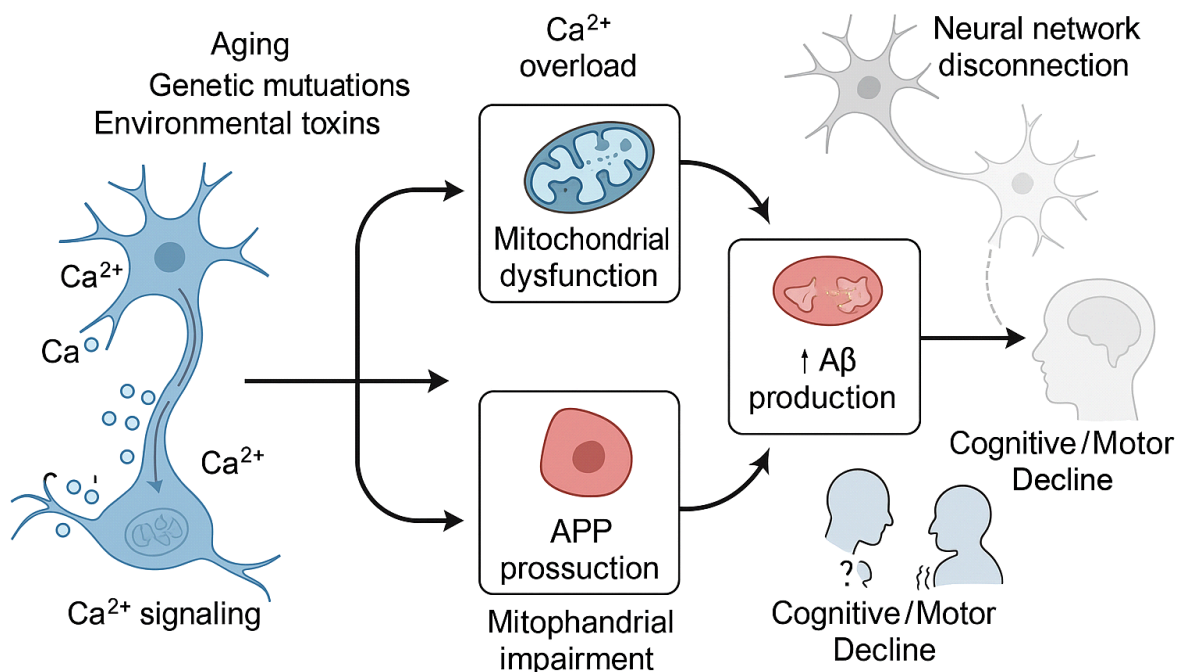 Aging
Genetic mutuations
Environmental toxins
Ca²⁺
Ca
Ca²⁺
Ca²⁺ signaling
Ca²⁺
overload
Mitochondrial
dysfunction
APP
prossuction
Mitophandrial
impairment
↑ Aβ
production
Neural network
disconnection
Cognitive/Motor
Decline
?
Cognitive/Motor
Decline